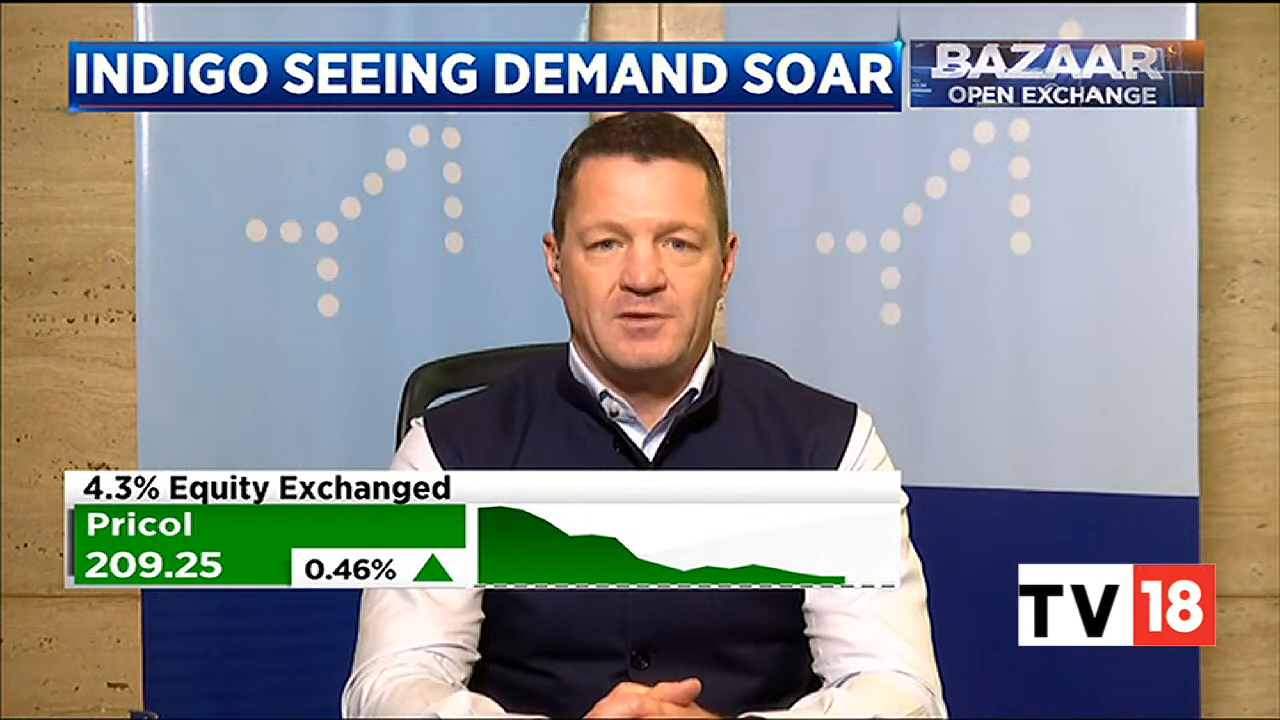 INDIGO SEEING DEMAND SOAR
BAZAAR
OPEN EXCHANGE
4.3% Equity Exchanged
Pricol
209.25
0.46%
TV18